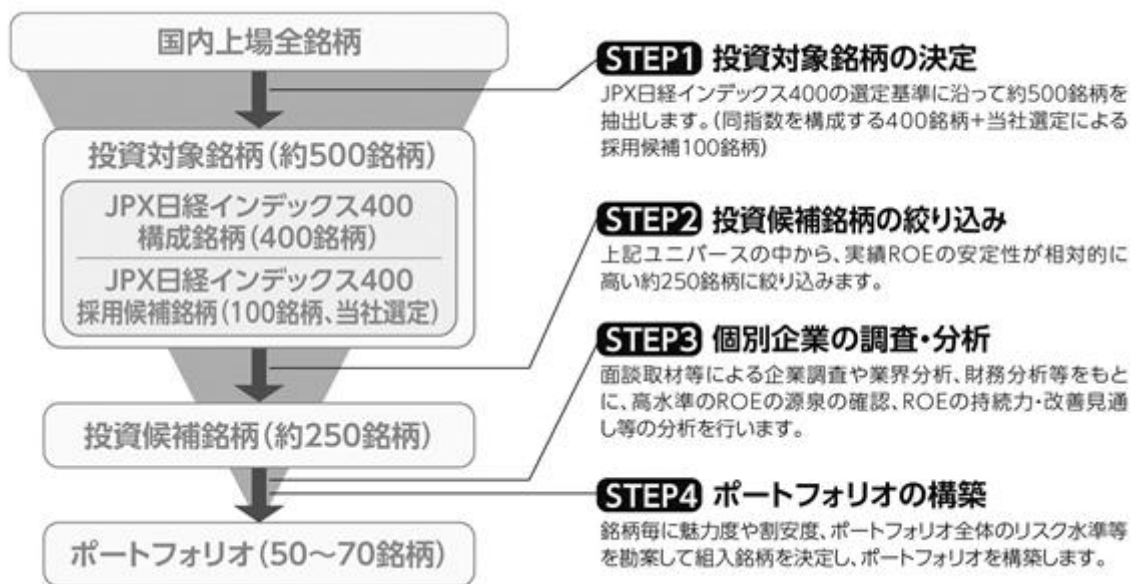 国内上場全銘柄
投資対象銘柄(約500銘柄)
JPX日経インデックス400
構成銘柄(400銘柄)
JPX日経インデックス400
採用候補銘柄(100銘柄、当社選定)
投資候補銘柄(約250銘柄)
ポートフォリオ(50〜70銘柄)
STEP1 投資対象銘柄の決定
JPX日経インデックス400の選定基準に沿って約500銘柄を
抽出します。(同指数を構成する400銘柄+当社選定による
採用候補100銘柄)
STEP2 投資候補銘柄の絞り込み
上記ユニバースの中から、実績ROEの安定性が相対的に
高い約250銘柄に絞り込みます。
STEP3 個別企業の調査・分析
面談取材等による企業調査や業界分析、財務分析等をもと
に、高水準のROEの源泉の確認、ROEの持続力・改善見通
し等の分析を行います。
STEP4 ポートフォリオの構築
銘柄毎に魅力度や割安度、ポートフォリオ全体のリスク水準等
を勘案して組入銘柄を決定し、ポートフォリオを構築します。